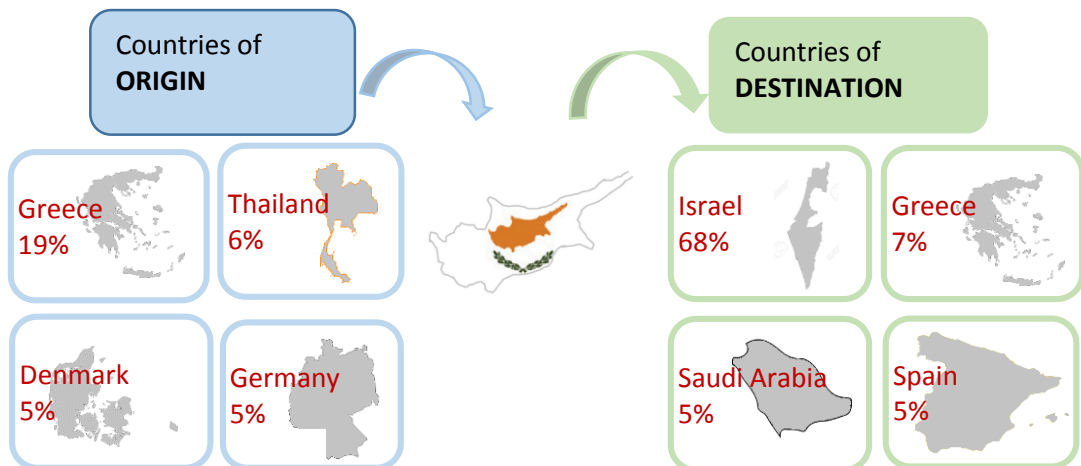 Countries of
ORIGIN
Countries of
DESTINATION
Greece
19%
Thailand
6%
Israel
68%
Greece
7%
Denmark
5%
Germany
5%
Saudi Arabia
5%
Spain
5%